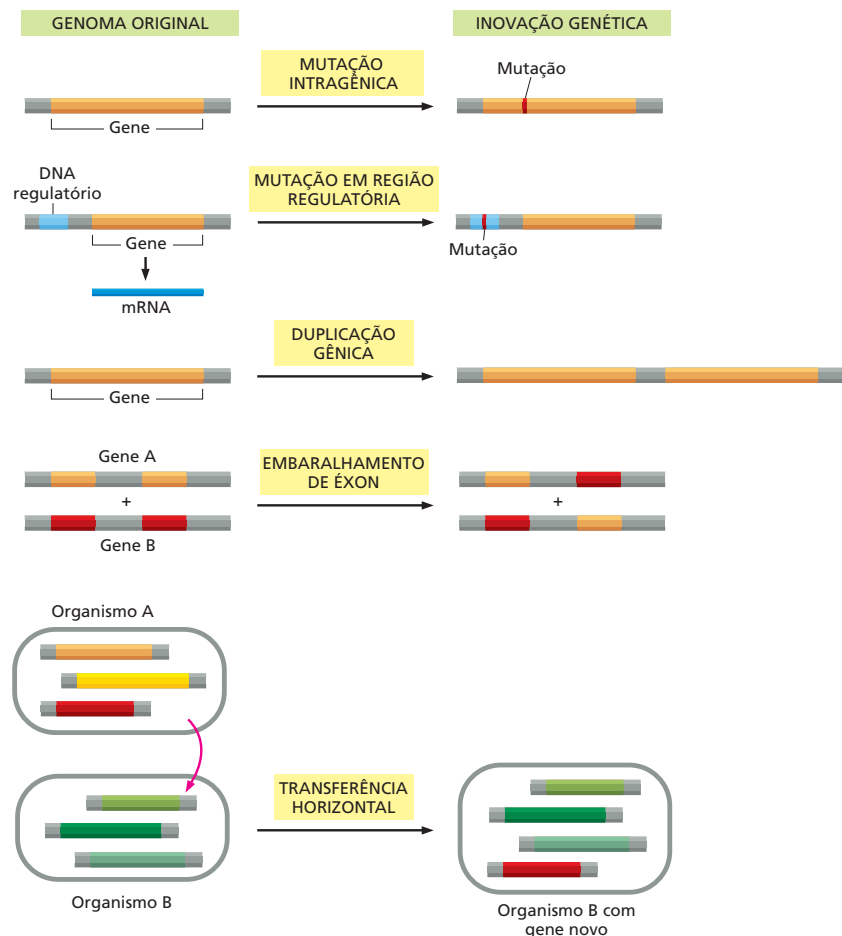 GENOMA ORIGINAL
INOVAÇÃO GENÉTICA
MUTAÇÃO
INTRAGÊNICA
Mutação
Gene
DNA
regulatório
MUTAÇÃO EM REGIÃO
REGULATÓRIA
Gene
Mutação
mRNA
DUPLICAÇÃO
GÊNICA
Gene
Gene A
EMBARALHAMENTO
DE ÉXON
+
+
Gene B
Organismo A
TRANSFERÊNCIA
HORIZONTAL
Organismo B
Organismo B com
gene novo